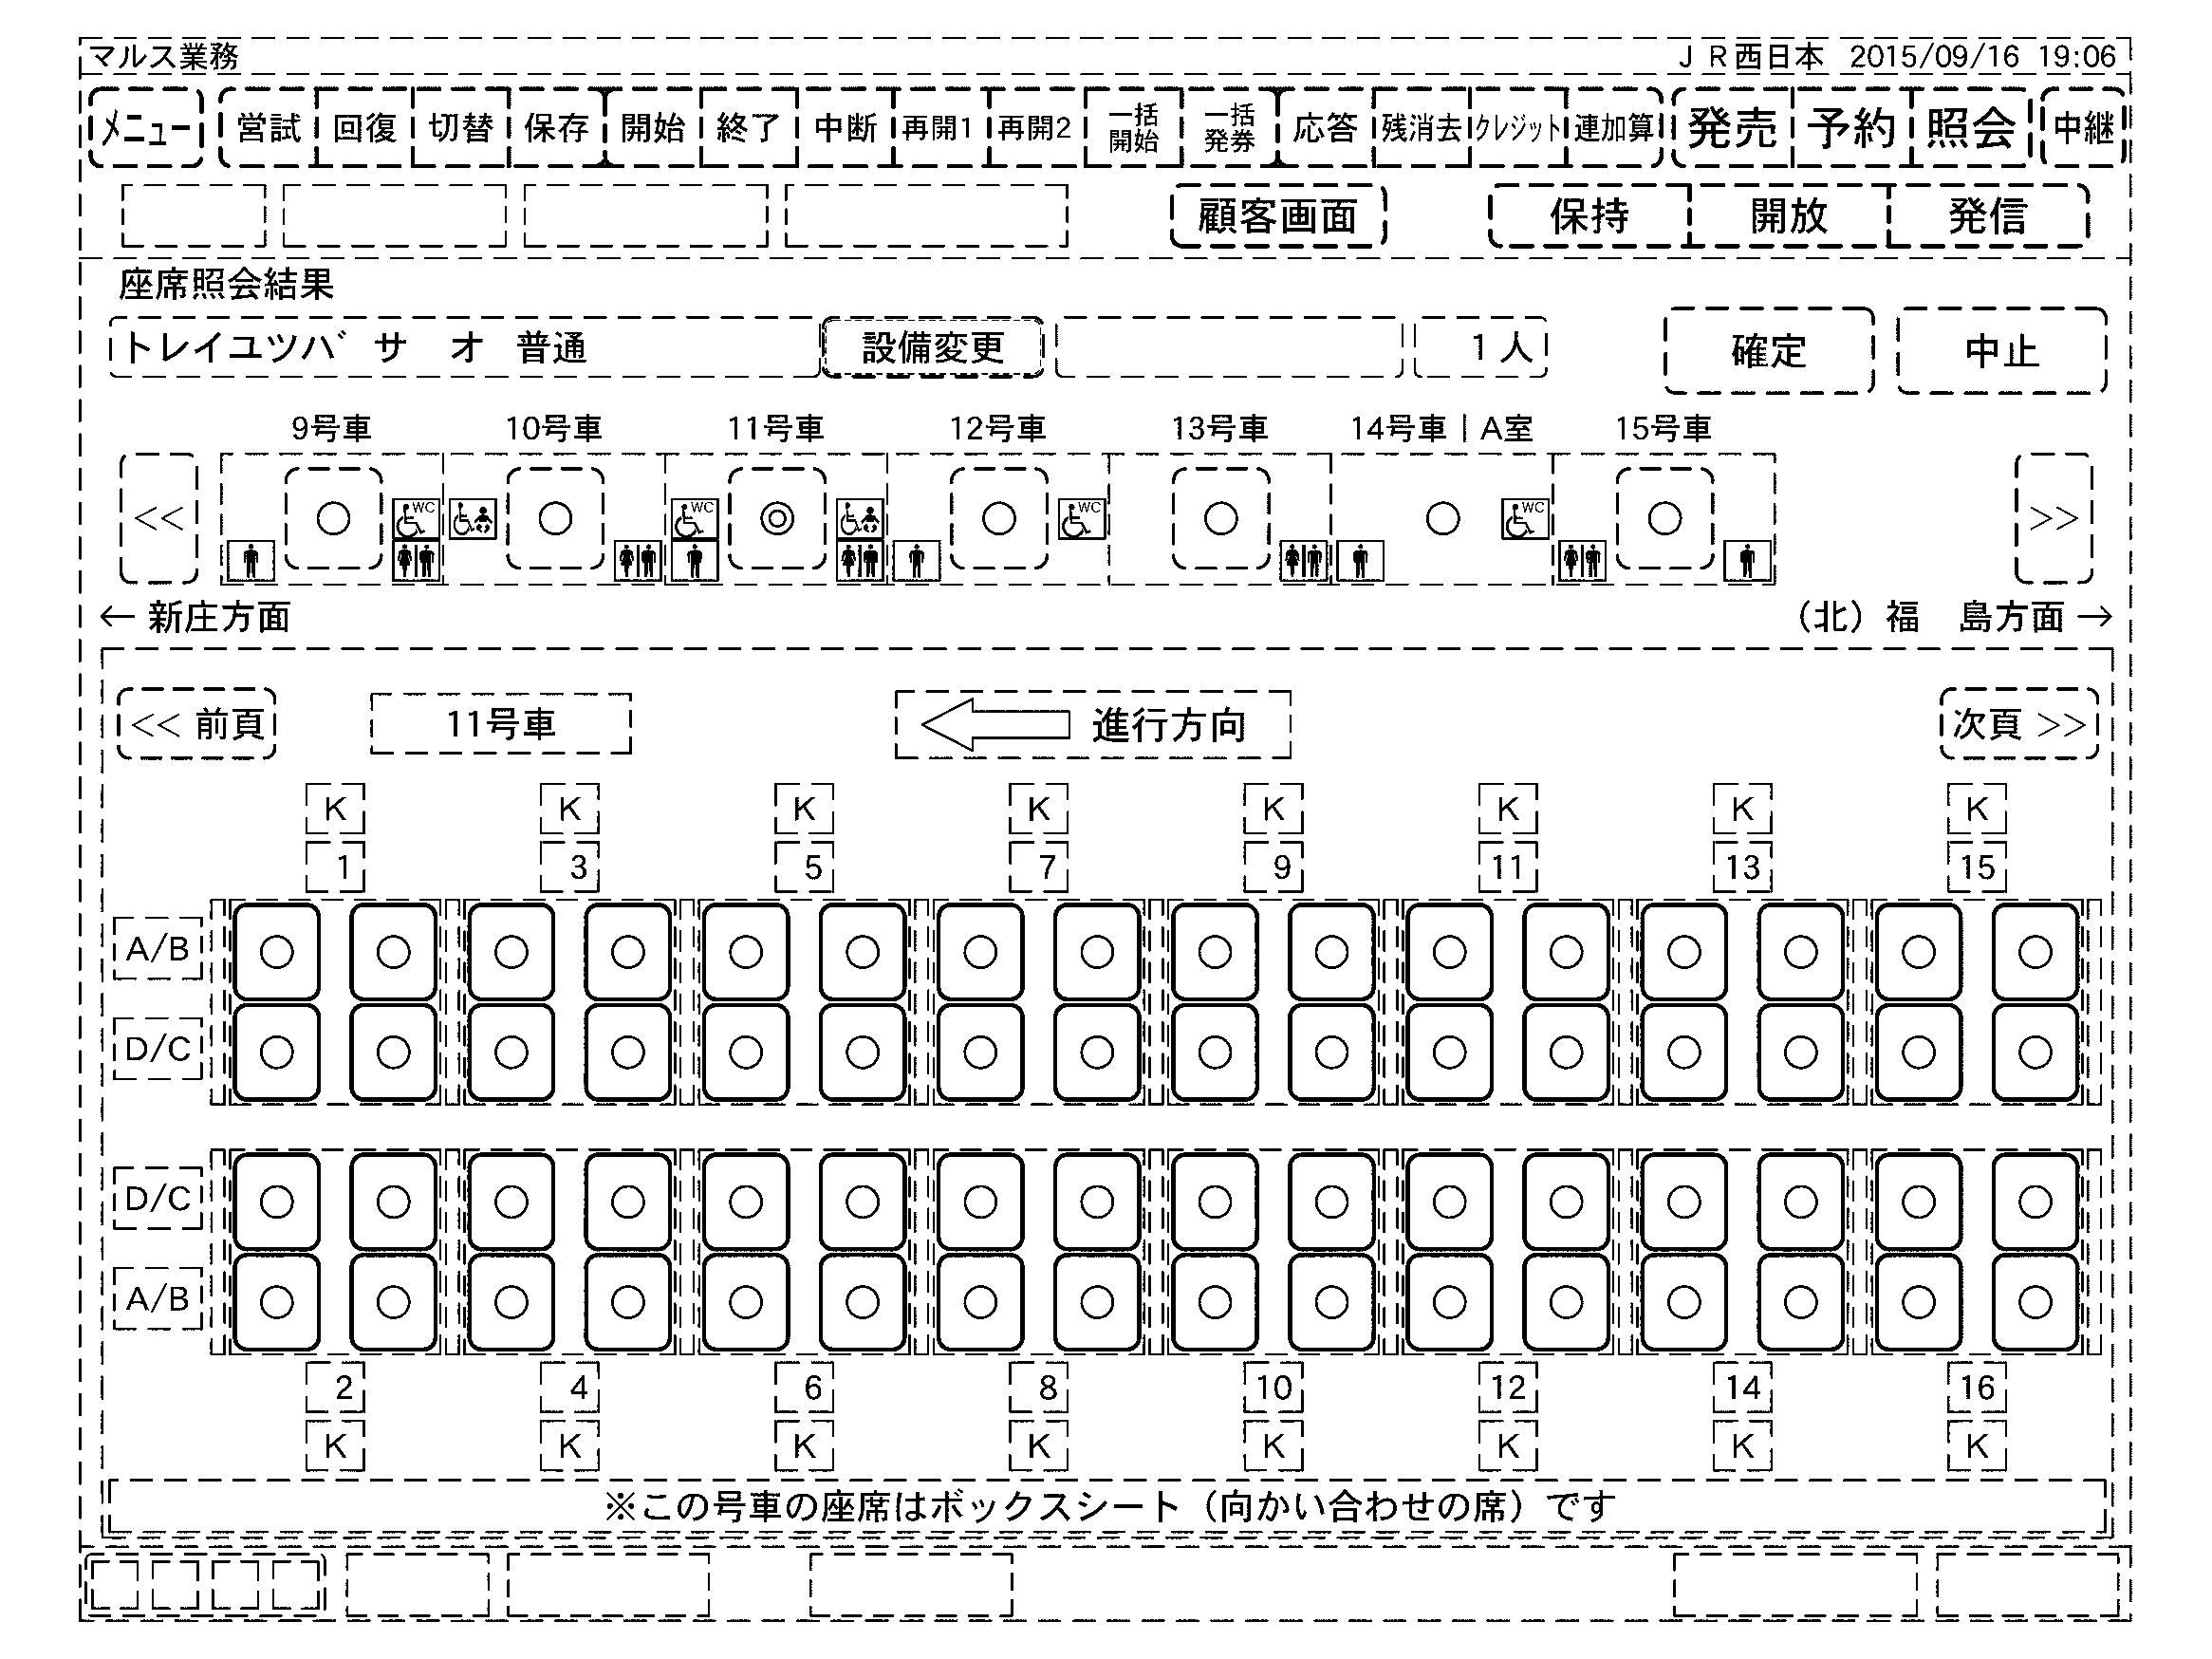 マルス業務 ＪＲ西日本 2015/09/16 19:06
メニュー 営試 回復 切替 保存 開始 終了 中断 再開1 再開2 一括開始 一括発券 応答 残消去 クレジット 連加算 発売 予約 照会 中継
顧客画面 保持 開放 発信
座席照会結果
トレイユツバサ オ 普通 設備変更 1人 確定 中止
9号車 10号車 11号車 12号車 13号車 14号車｜A室 15号車
<< ○ ○ ◎ ○ ○ ○ ○ >>
WC WC WC WC
← 新庄方面 （北）福　島方面 →
<< 前頁 11号車 進行方向 次頁 >>
K K K K K K K K
1 3 5 7 9 11 13 15
A/B ○ ○ ○ ○ ○ ○ ○ ○ ○ ○ ○ ○ ○ ○ ○ ○
D/C ○ ○ ○ ○ ○ ○ ○ ○ ○ ○ ○ ○ ○ ○ ○ ○
D/C ○ ○ ○ ○ ○ ○ ○ ○ ○ ○ ○ ○ ○ ○ ○ ○
A/B ○ ○ ○ ○ ○ ○ ○ ○ ○ ○ ○ ○ ○ ○ ○ ○
2 4 6 8 10 12 14 16
K K K K K K K K
※この号車の座席はボックスシート（向かい合わせの席）です